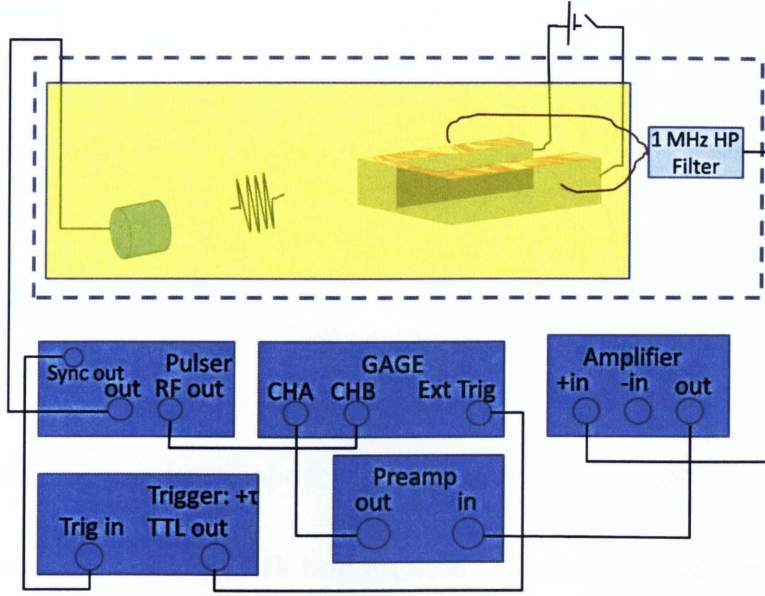 1 MHz HP
Filter
Sync out
Pulser
out
RF out
GAGE
CHA
CHB
Ext Trig
Amplifier
+in
-in
out
Trigger: +τ
Trig in
TTL out
Preamp
out
in